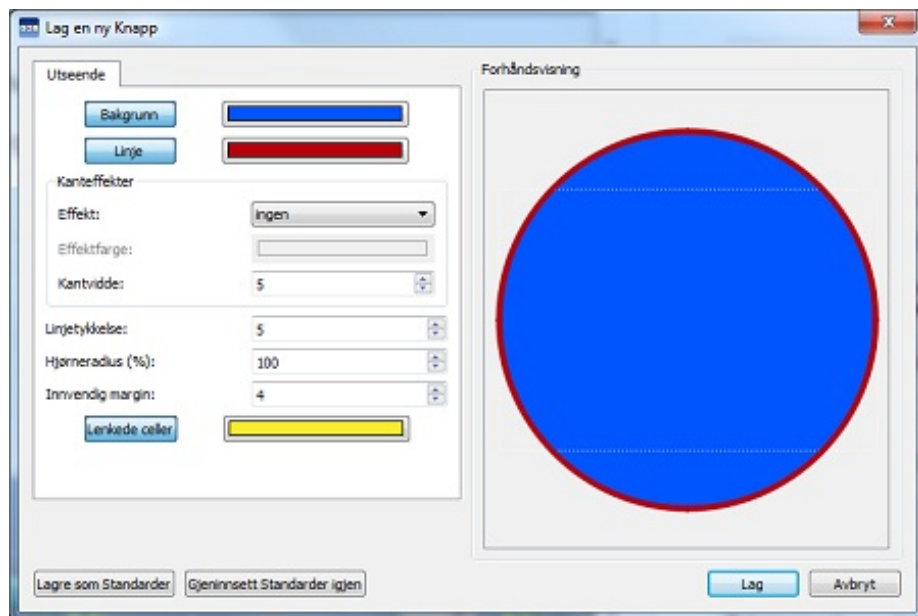 Lag en ny Knapp
Utseende
Bakgrunn
Linje
Kanteffekter
Effekt: ingen
Effektfarge:
Kantvidde: 5
Linjetykkelse: 5
Hjørneradius (%): 100
Innvendig margin: 4
Lenkede celler
Forhåndsvisning
Lagre som Standarder Gjeninnsett Standarder igjen Lag Avbryt